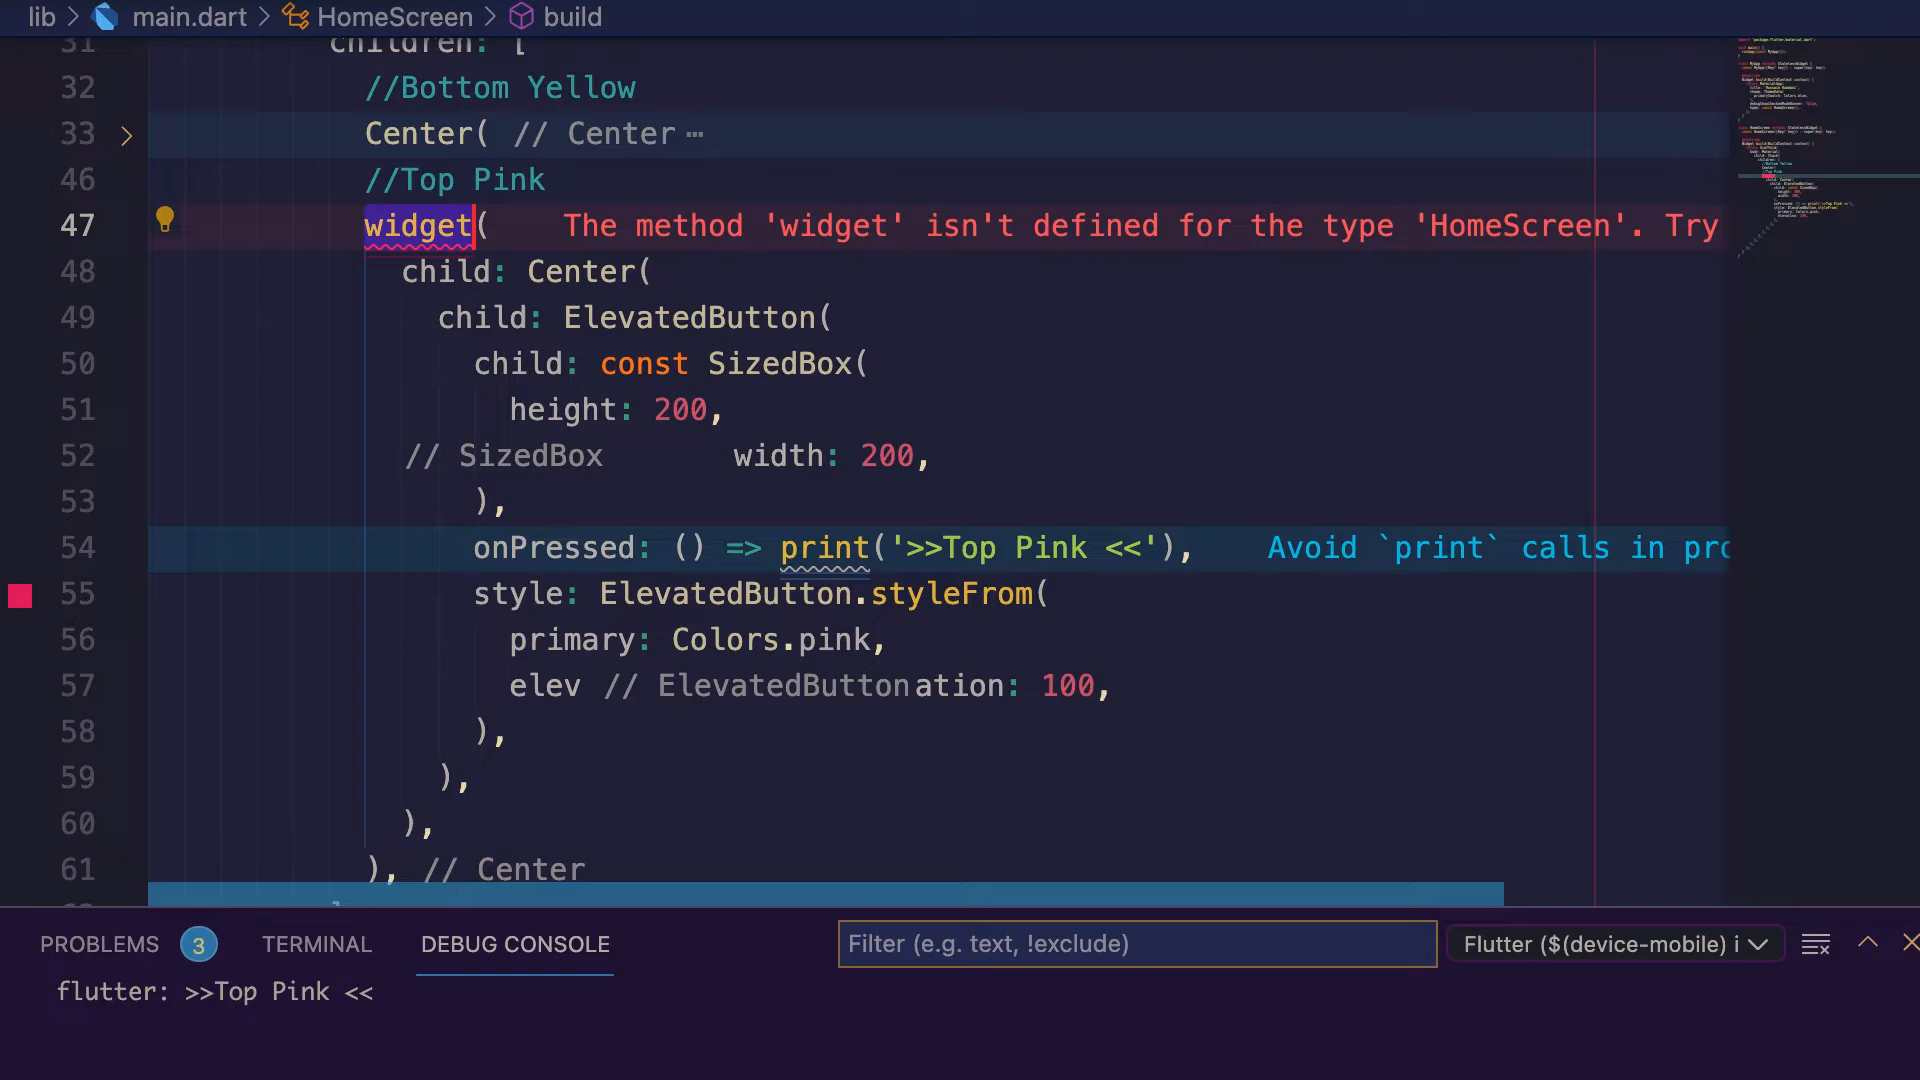 lib > main.dart > HomeScreen > build
31 children: [
32 //Bottom Yellow
33 Center( // Center ⋯
46 //Top Pink
47 widget( The method 'widget' isn't defined for the type 'HomeScreen'. Try
48 child: Center(
49 child: ElevatedButton(
50 child: const SizedBox(
51 height: 200,
52 // SizedBox width: 200,
53 ),
54 onPressed: () => print('>>Top Pink <<'), Avoid `print` calls in pro
55 style: ElevatedButton.styleFrom(
56 primary: Colors.pink,
57 elev // ElevatedButtonation: 100,
58 ),
59 ),
60 ),
61 ), // Center
PROBLEMS 3 TERMINAL DEBUG CONSOLE Filter (e.g. text, !exclude) Flutter ($(device-mobile) i
flutter: >>Top Pink <<